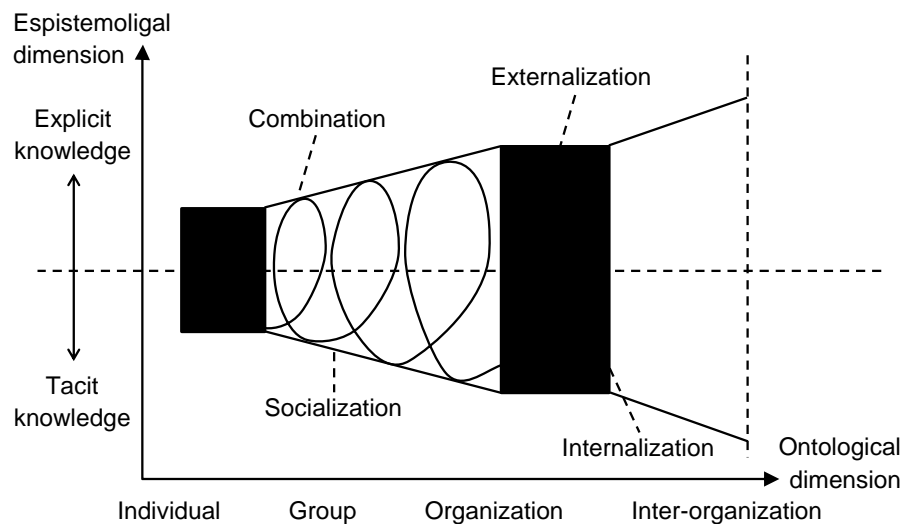 Espistemoligal
dimension
Externalization
Combination
Explicit
knowledge
Tacit
knowledge
Socialization
Internalization
Ontological
dimension
Individual
Group
Organization
Inter-organization